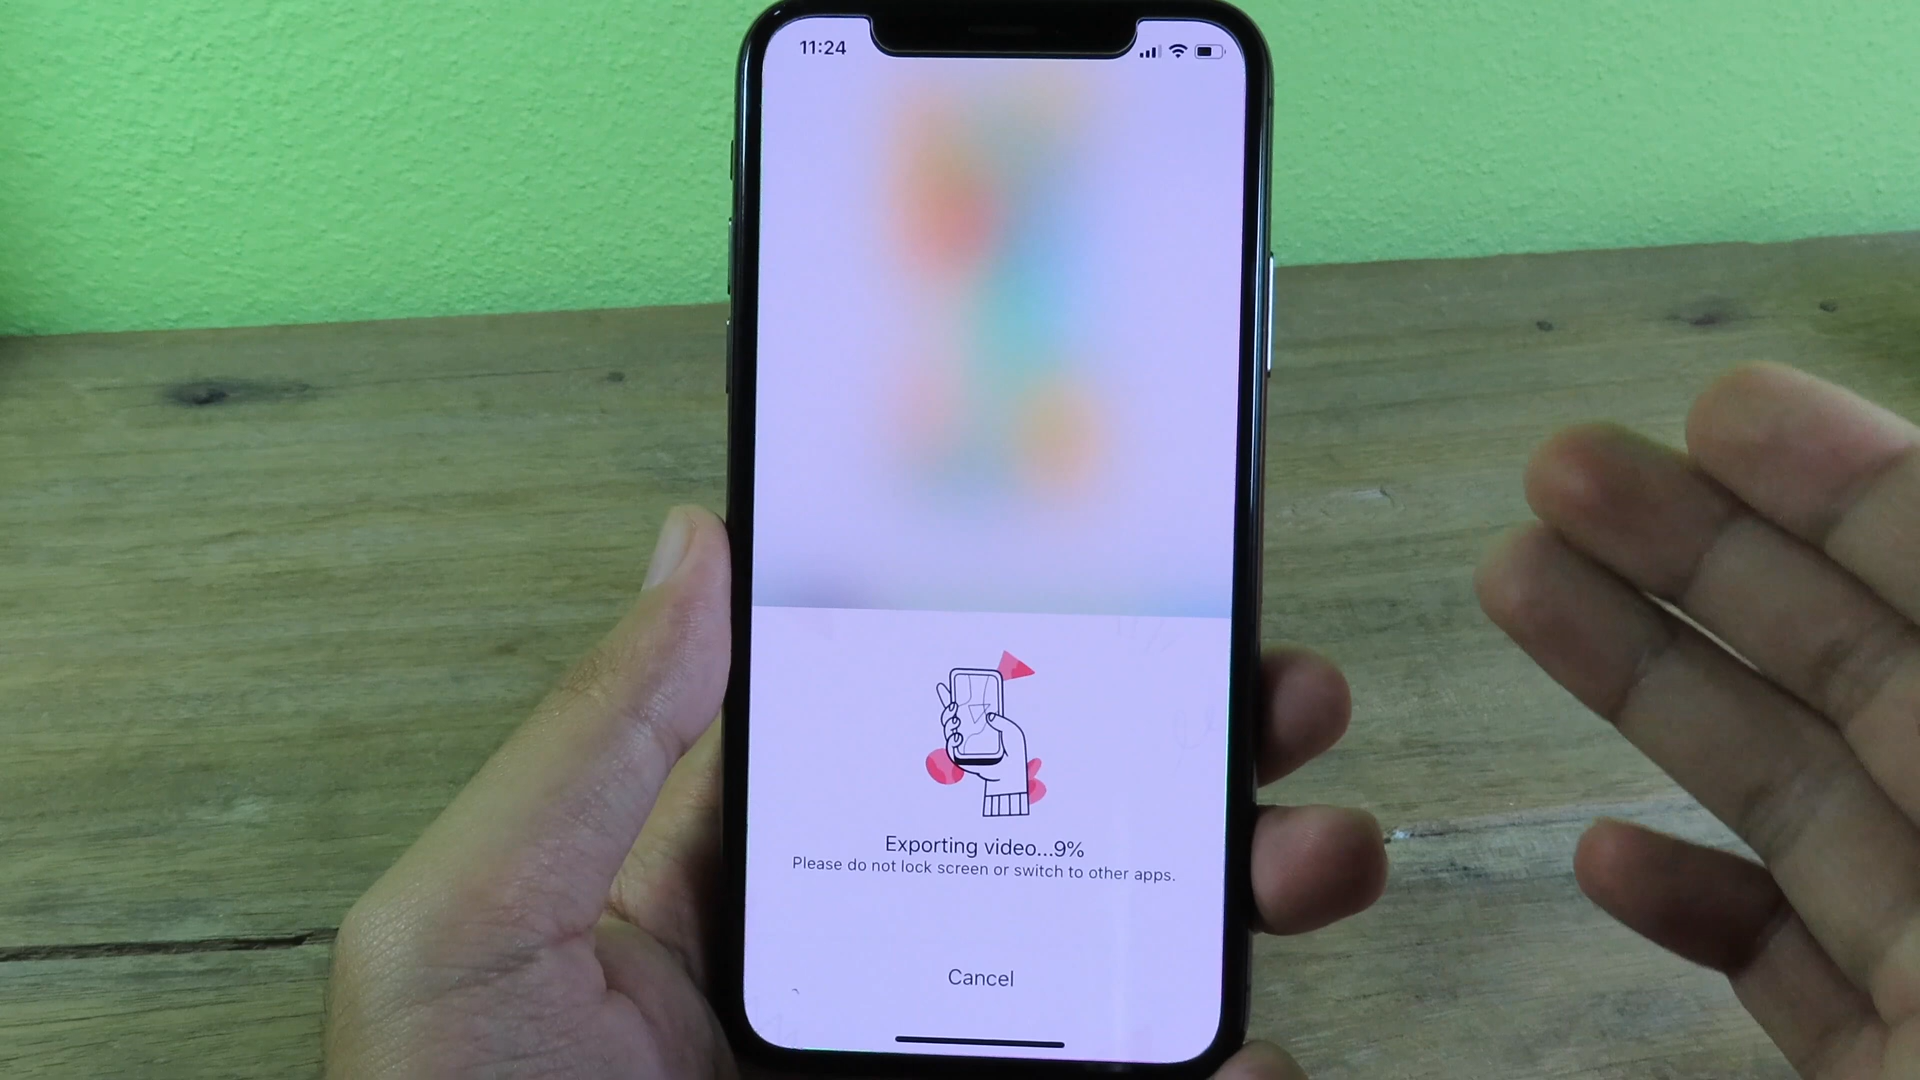 11:24
Exporting video...9%
Please do not lock screen or switch to other apps.
Cancel